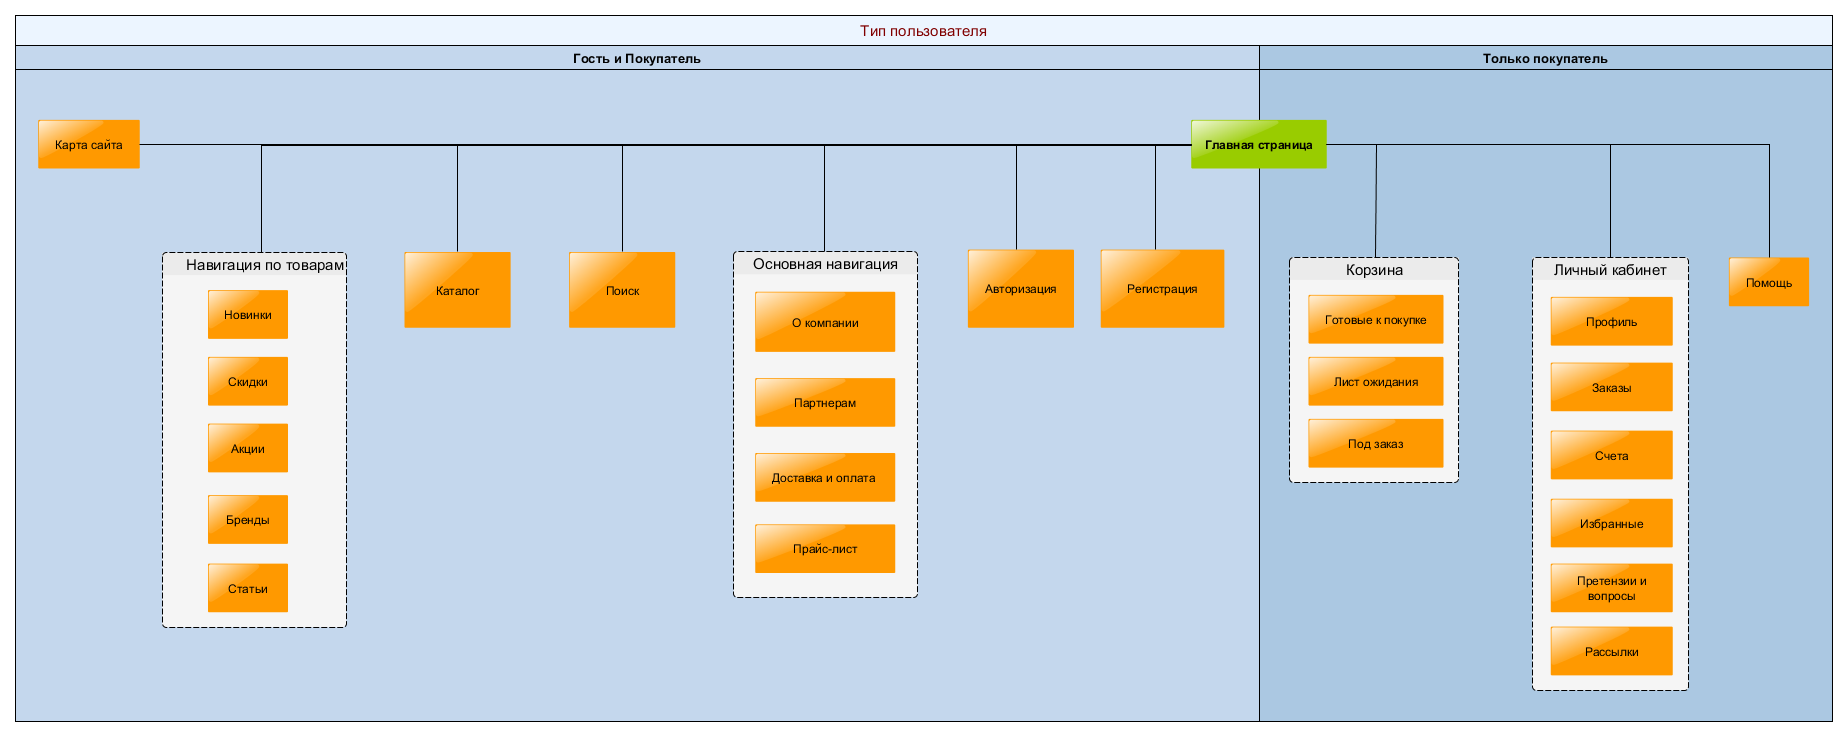 Тип пользователя
Гость и Покупатель
Только покупатель
Карта сайта
Главная страница
Навигация по товарам
Новинки
Скидки
Акции
Бренды
Статьи
Каталог
Поиск
Основная навигация
О компании
Партнерам
Доставка и оплата
Прайс-лист
Авторизация
Регистрация
Корзина
Готовые к покупке
Лист ожидания
Под заказ
Личный кабинет
Профиль
Заказы
Счета
Избранные
Претензии и
вопросы
Рассылки
Помощь